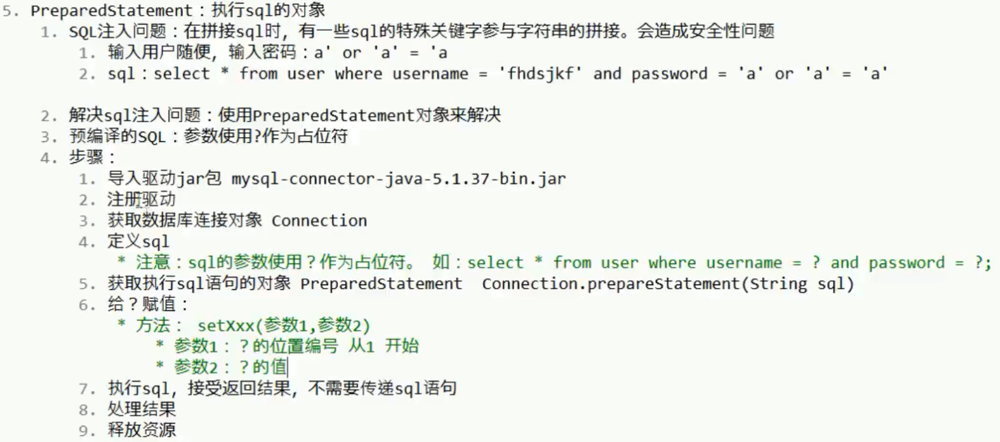 5. PreparedStatement：执行sql的对象
1. SQL注入问题：在拼接sql时，有一些sql的特殊关键字参与字符串的拼接。会造成安全性问题
1. 输入用户随便，输入密码：a' or 'a' = 'a
2. sql：select * from user where username = 'fhdsjkf' and password = 'a' or 'a' = 'a'
2. 解决sql注入问题：使用PreparedStatement对象来解决
3. 预编译的SQL：参数使用?作为占位符
4. 步骤：
1. 导入驱动jar包 mysql-connector-java-5.1.37-bin.jar
2. 注册驱动
3. 获取数据库连接对象 Connection
4. 定义sql
* 注意：sql的参数使用？作为占位符。 如：select * from user where username = ? and password = ?;
5. 获取执行sql语句的对象 PreparedStatement  Connection.prepareStatement(String sql)
6. 给？赋值：
* 方法： setXxx(参数1,参数2)
* 参数1：？的位置编号 从1 开始
* 参数2：？的值
7. 执行sql，接受返回结果，不需要传递sql语句
8. 处理结果
9. 释放资源